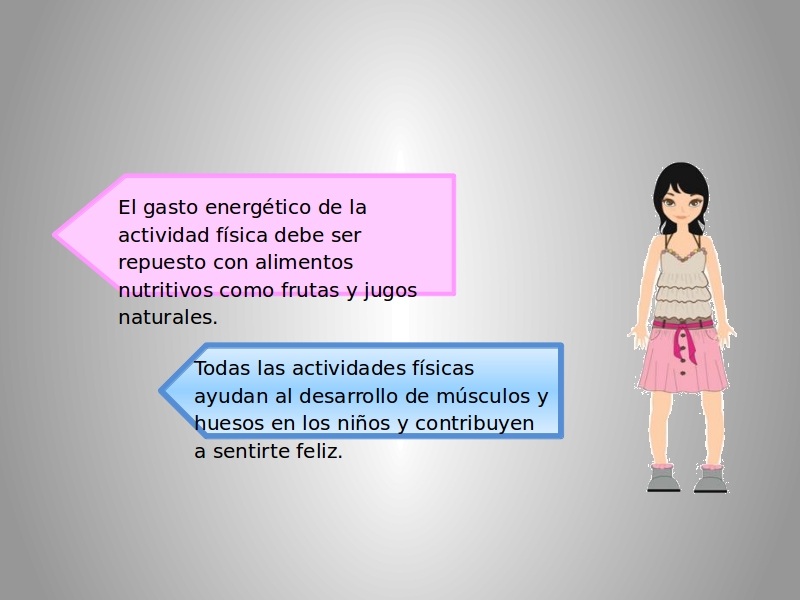 El gasto energético de la
actividad física debe ser
repuesto con alimentos
nutritivos como frutas y jugos
naturales.
Todas las actividades físicas
ayudan al desarrollo de músculos y
huesos en los niños y contribuyen
a sentirte feliz.